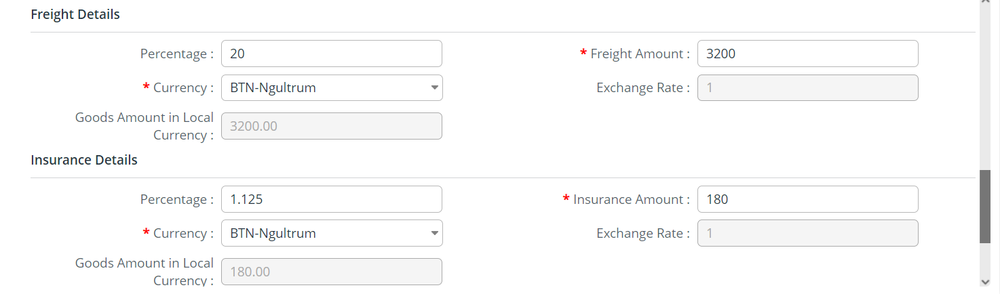 Freight Details
Percentage : 20 * Freight Amount : 3200
* Currency : BTN-Ngultrum Exchange Rate : 1
Goods Amount in Local
Currency : 3200.00
Insurance Details
Percentage : 1.125 * Insurance Amount : 180
* Currency : BTN-Ngultrum Exchange Rate : 1
Goods Amount in Local
Currency : 180.00